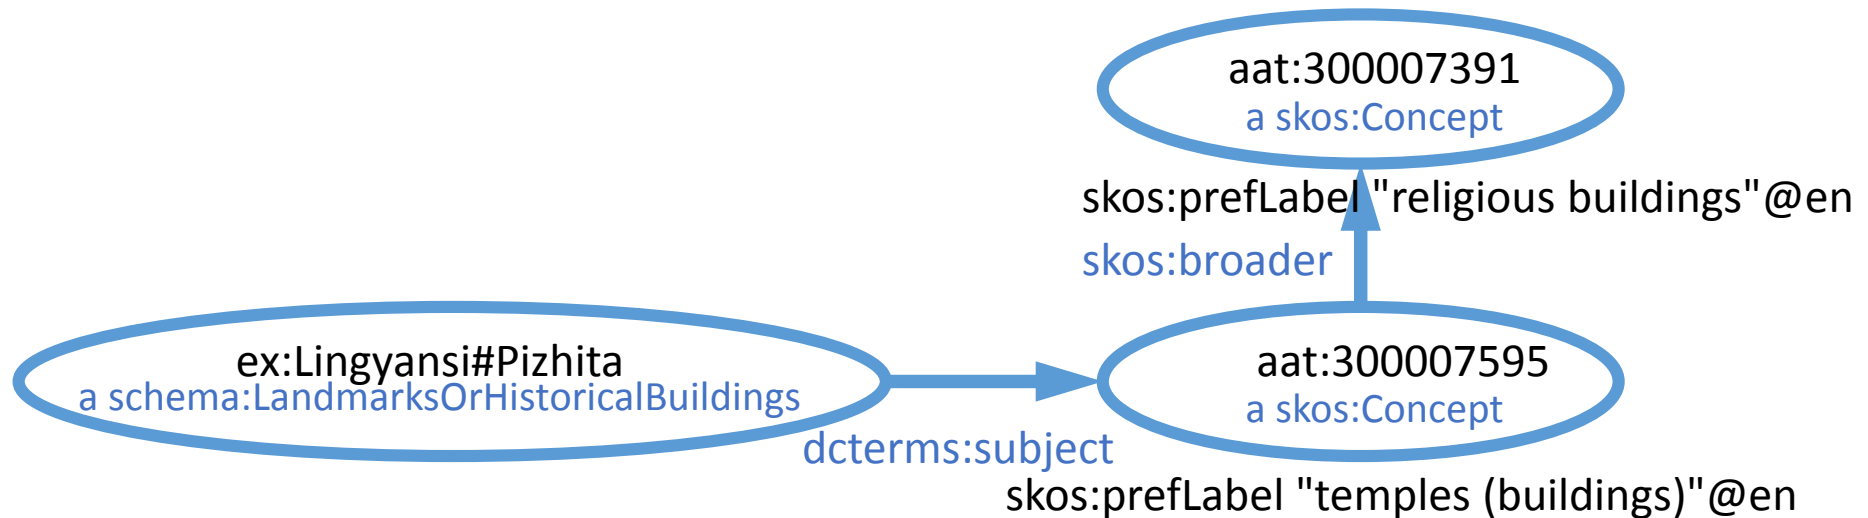 aat:300007391
a skos:Concept
skos:prefLabel "religious buildings"@en
skos:broader
ex:Lingyansi#Pizhita
a schema:LandmarksOrHistoricalBuildings
dcterms:subject
aat:300007595
a skos:Concept
skos:prefLabel "temples (buildings)"@en